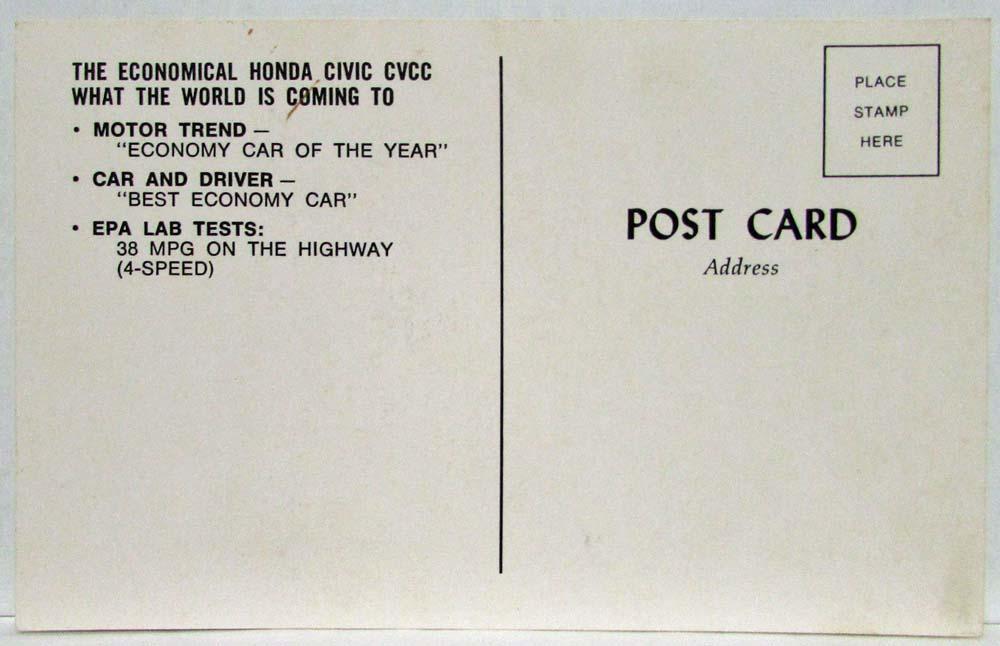 THE ECONOMICAL HONDA CIVIC CVCC
WHAT THE WORLD IS COMING TO
• MOTOR TREND —
"ECONOMY CAR OF THE YEAR"
• CAR AND DRIVER —
"BEST ECONOMY CAR"
• EPA LAB TESTS:
38 MPG ON THE HIGHWAY
(4-SPEED)
PLACE
STAMP
HERE
POST CARD
Address